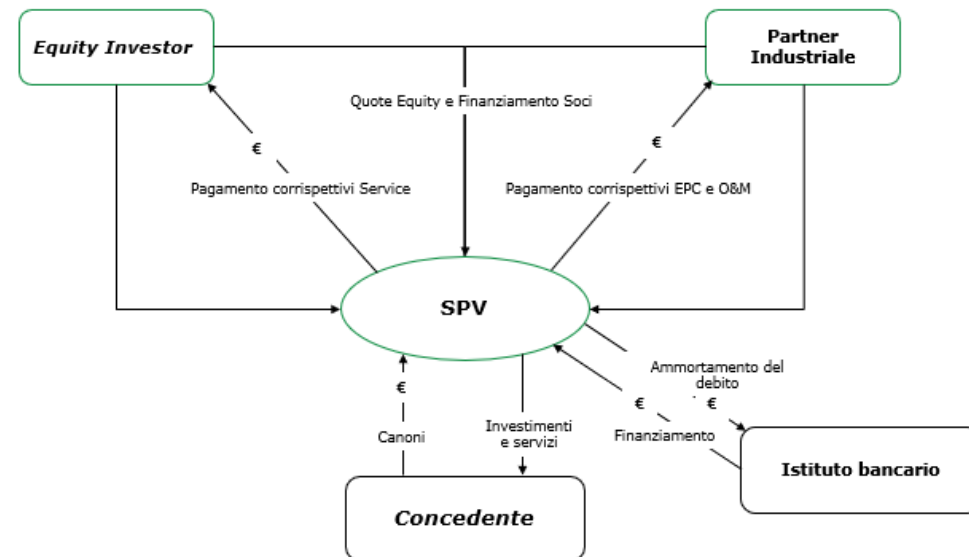 Equity Investor
Partner
Industriale
Quote Equity e Finanziamento Soci
€
€
Pagamento corrispettivi Service
Pagamento corrispettivi EPC e O&M
SPV
Ammortamento del
debito
€
€
€
Canoni
Investimenti
e servizi
Finanziamento
Istituto bancario
Concedente